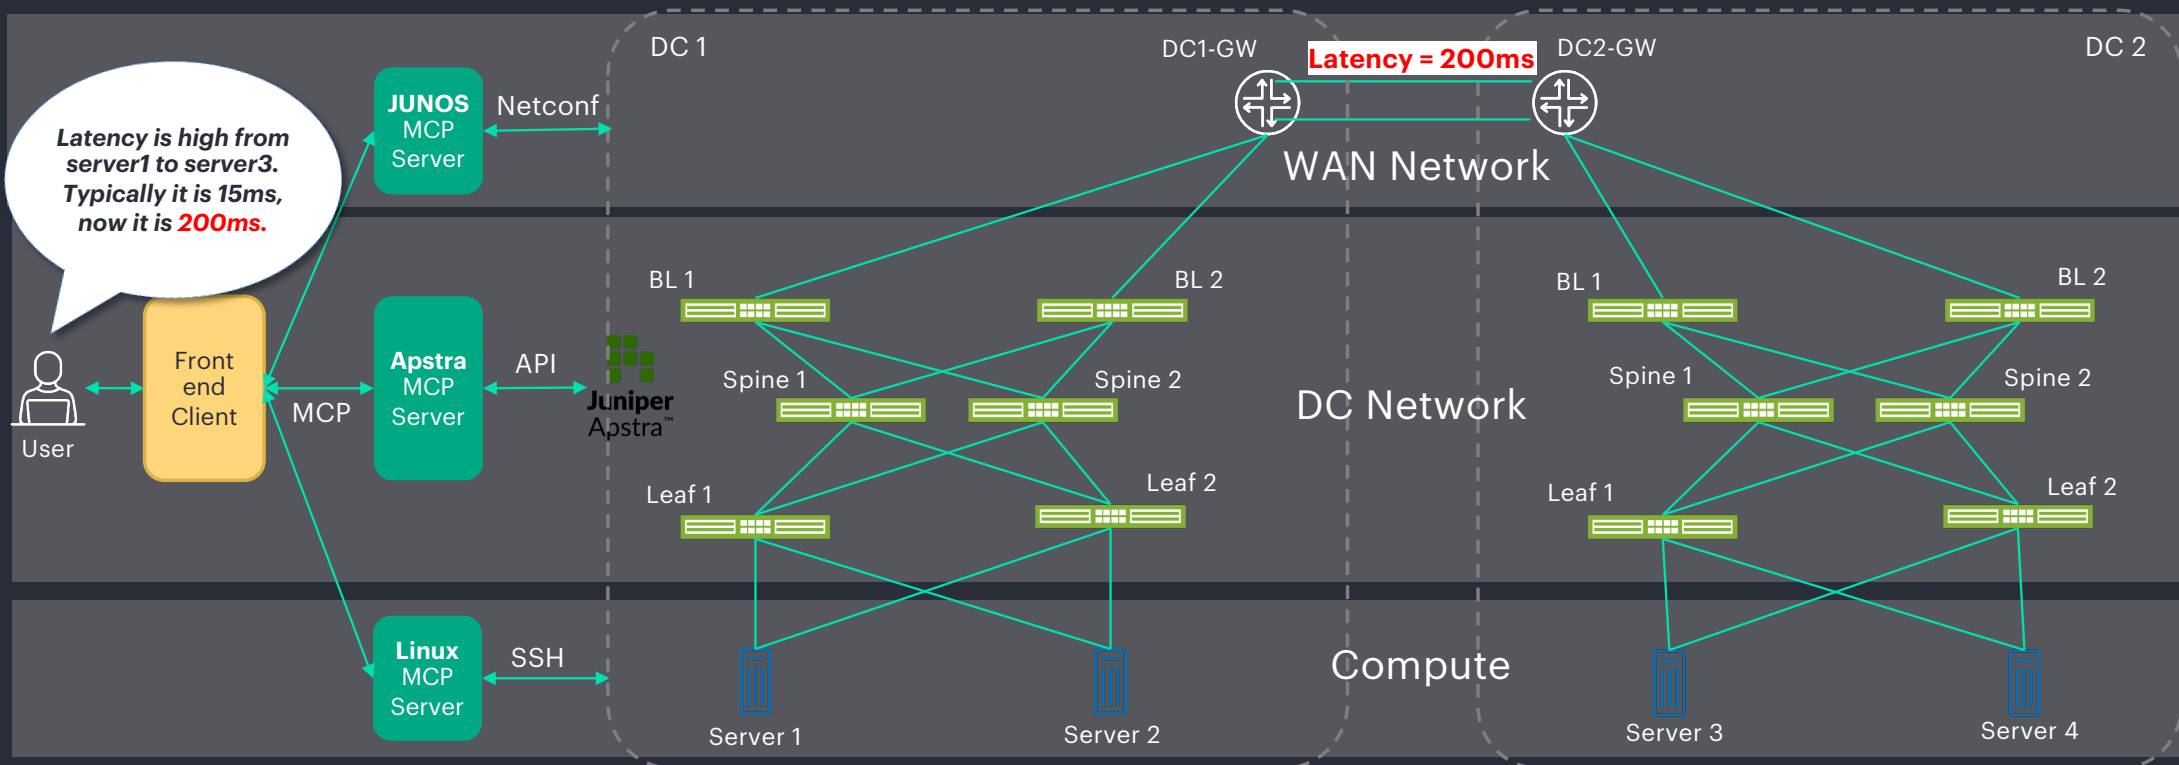 DC 1
DC1-GW
Latency = 200ms
DC2-GW
DC 2
JUNOS
MCP
Server
Netconf
Latency is high from
server1 to server3.
Typically it is 15ms,
now it is 200ms.
WAN Network
BL 1
BL 2
BL 1
BL 2
Front
end
Client
User
MCP
Apstra
MCP
Server
API
Juniper
Apstra™
Spine 1
Spine 2
DC Network
Spine 1
Spine 2
Leaf 1
Leaf 2
Leaf 1
Leaf 2
Linux
MCP
Server
SSH
Compute
Server 1
Server 2
Server 3
Server 4